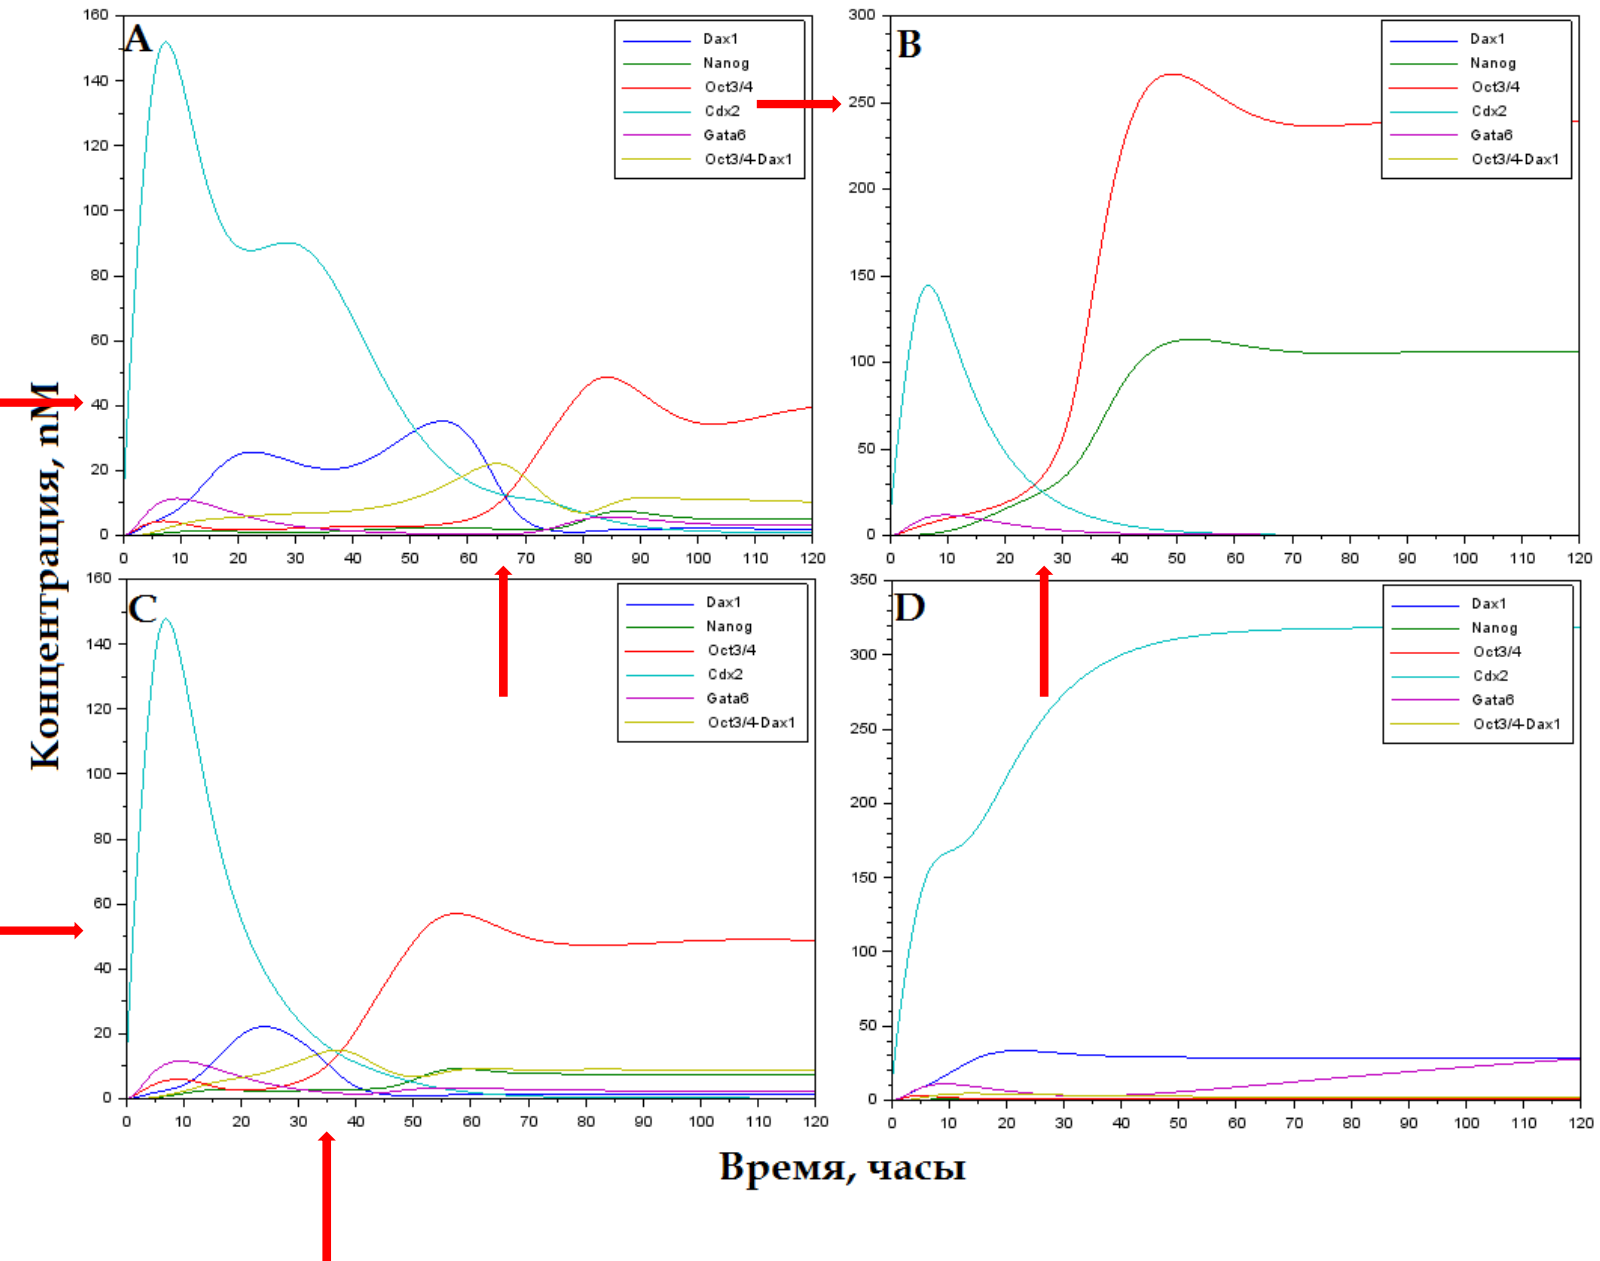 A
160
140
120
100
80
60
40
20
0
0 10 20 30 40 50 60 70 80 90 100 110 120
Dax1
Nanog
Oct3/4
Cdx2
Gata6
Oct3/4-Dax1
B
300
250
200
150
100
50
0
0 10 20 30 40 50 60 70 80 90 100 110 120
Dax1
Nanog
Oct3/4
Cdx2
Gata6
Oct3/4-Dax1
Концентрация, nM
C
160
140
120
100
80
60
40
20
0
0 10 20 30 40 50 60 70 80 90 100 110 120
Dax1
Nanog
Oct3/4
Cdx2
Gata6
Oct3/4-Dax1
D
350
300
250
200
150
100
50
0
0 10 20 30 40 50 60 70 80 90 100 110 120
Dax1
Nanog
Oct3/4
Cdx2
Gata6
Oct3/4-Dax1
Время, часы